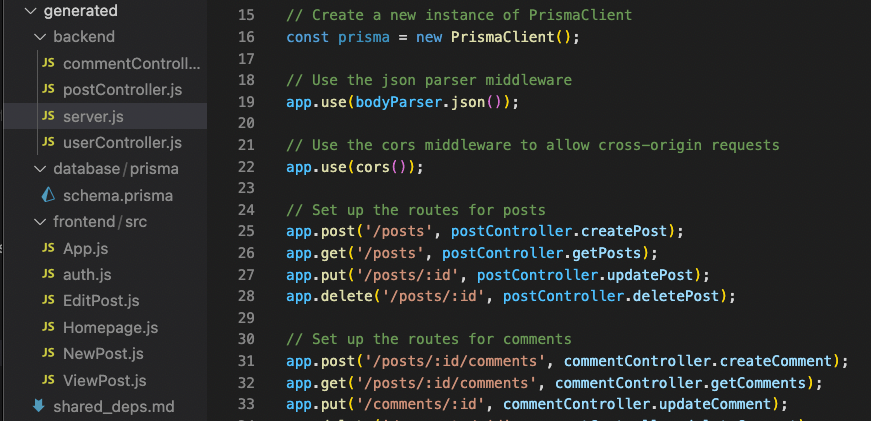 generated
backend
JS commentControll...
JS postController.js
JS server.js
JS userController.js
database/prisma
schema.prisma
frontend/src
JS App.js
JS auth.js
JS EditPost.js
JS Homepage.js
JS NewPost.js
JS ViewPost.js
shared_deps.md
15 // Create a new instance of PrismaClient
16 const prisma = new PrismaClient();
17
18 // Use the json parser middleware
19 app.use(bodyParser.json());
20
21 // Use the cors middleware to allow cross-origin requests
22 app.use(cors());
23
24 // Set up the routes for posts
25 app.post('/posts', postController.createPost);
26 app.get('/posts', postController.getPosts);
27 app.put('/posts/:id', postController.updatePost);
28 app.delete('/posts/:id', postController.deletePost);
29
30 // Set up the routes for comments
31 app.post('/posts/:id/comments', commentController.createComment);
32 app.get('/posts/:id/comments', commentController.getComments);
33 app.put('/comments/:id', commentController.updateComment);